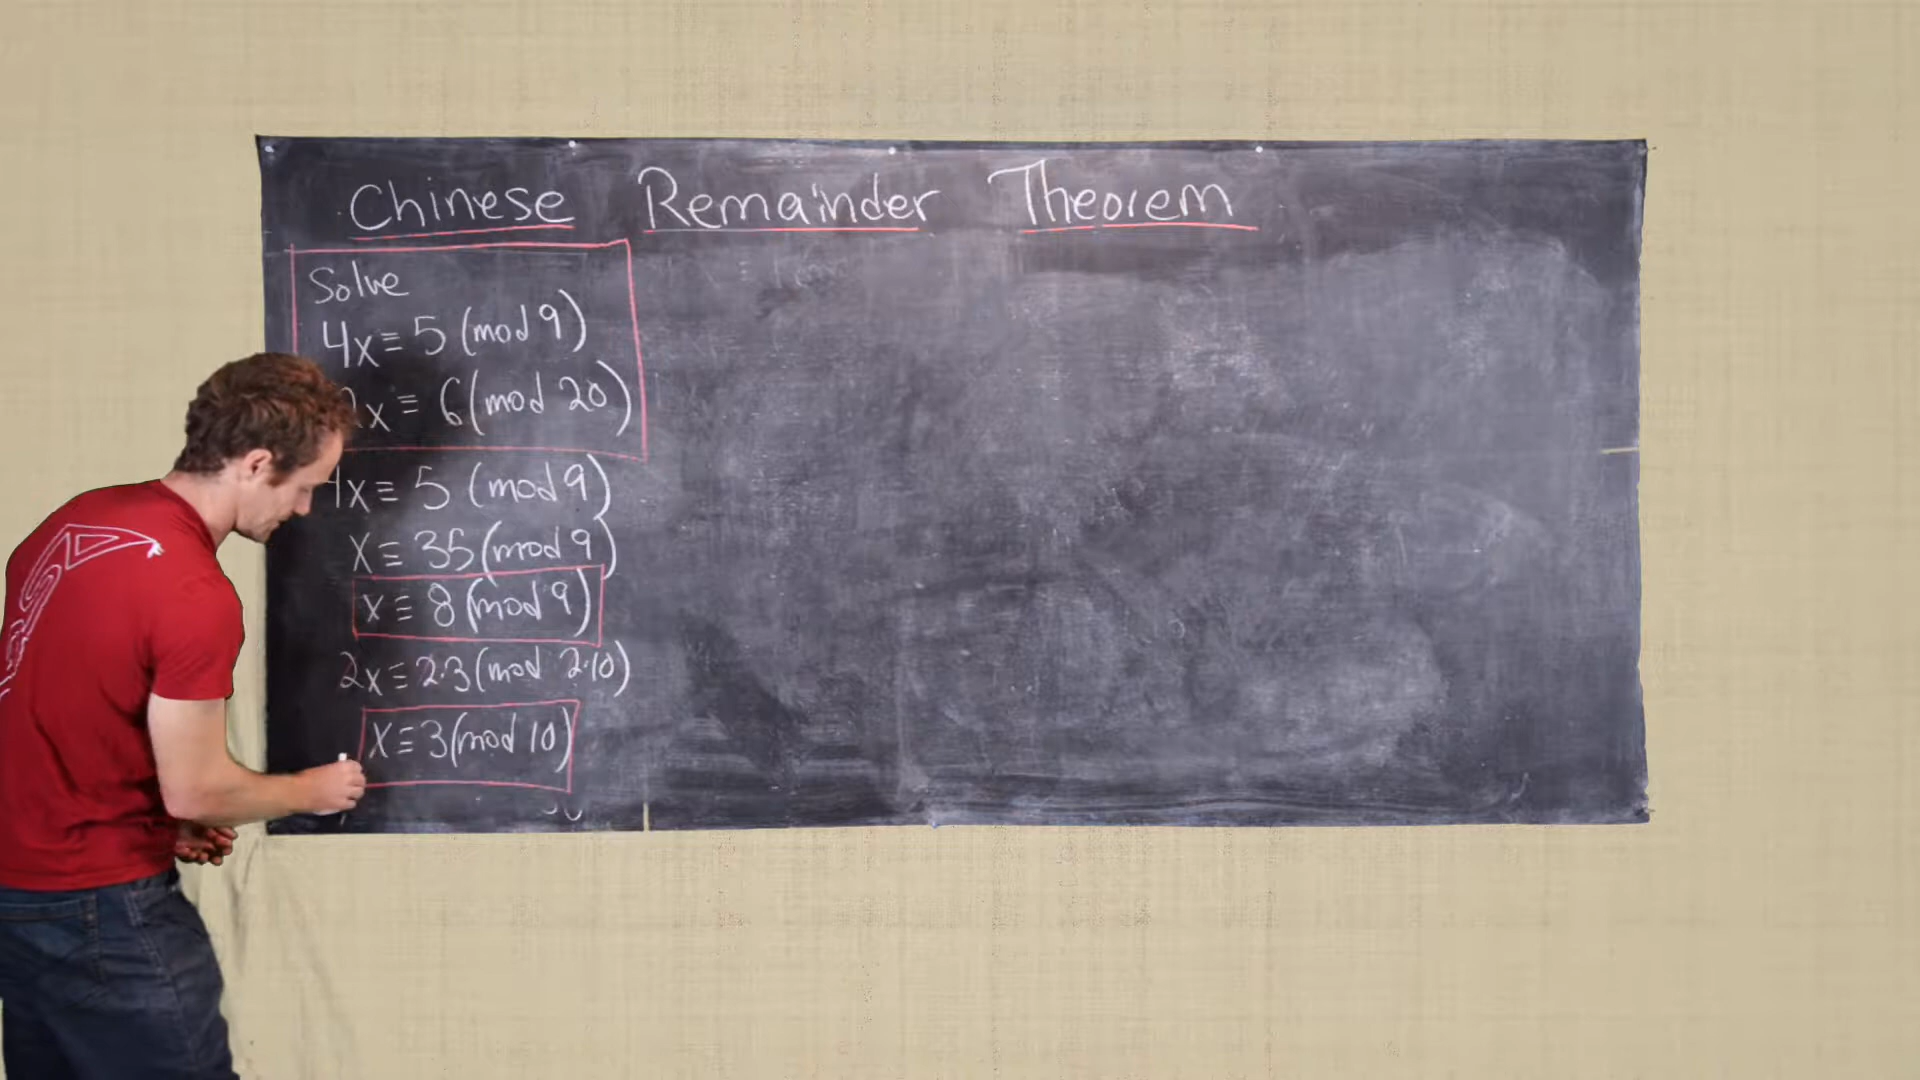 Chinese Remainder Theorem
Solve
4x ≡ 5 (mod 9)
2x ≡ 6 (mod 20)
4x ≡ 5 (mod 9)
x ≡ 35 (mod 9)
x ≡ 8 (mod 9)
2x ≡ 2·3 (mod 2·10)
x ≡ 3 (mod 10)